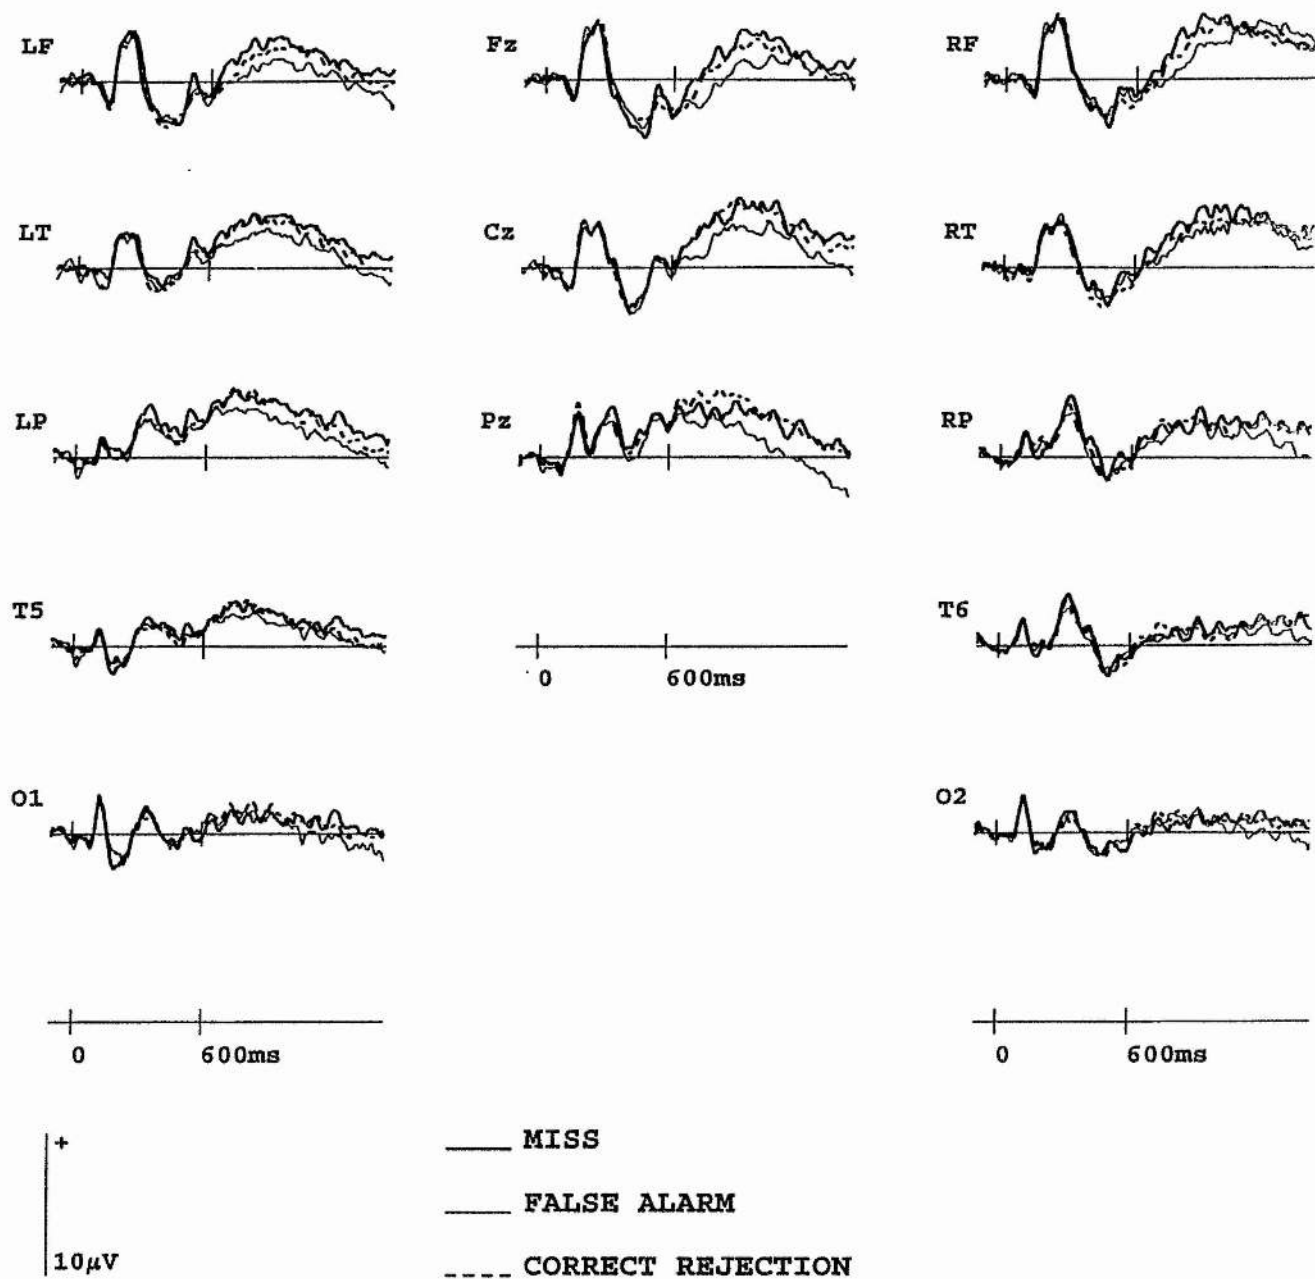 LF Fz RF
LT Cz RT
LP Pz RP
T5 T6
0 600ms
O1 O2
0 600ms 0 600ms
+ MISS
FALSE ALARM
10μV CORRECT REJECTION